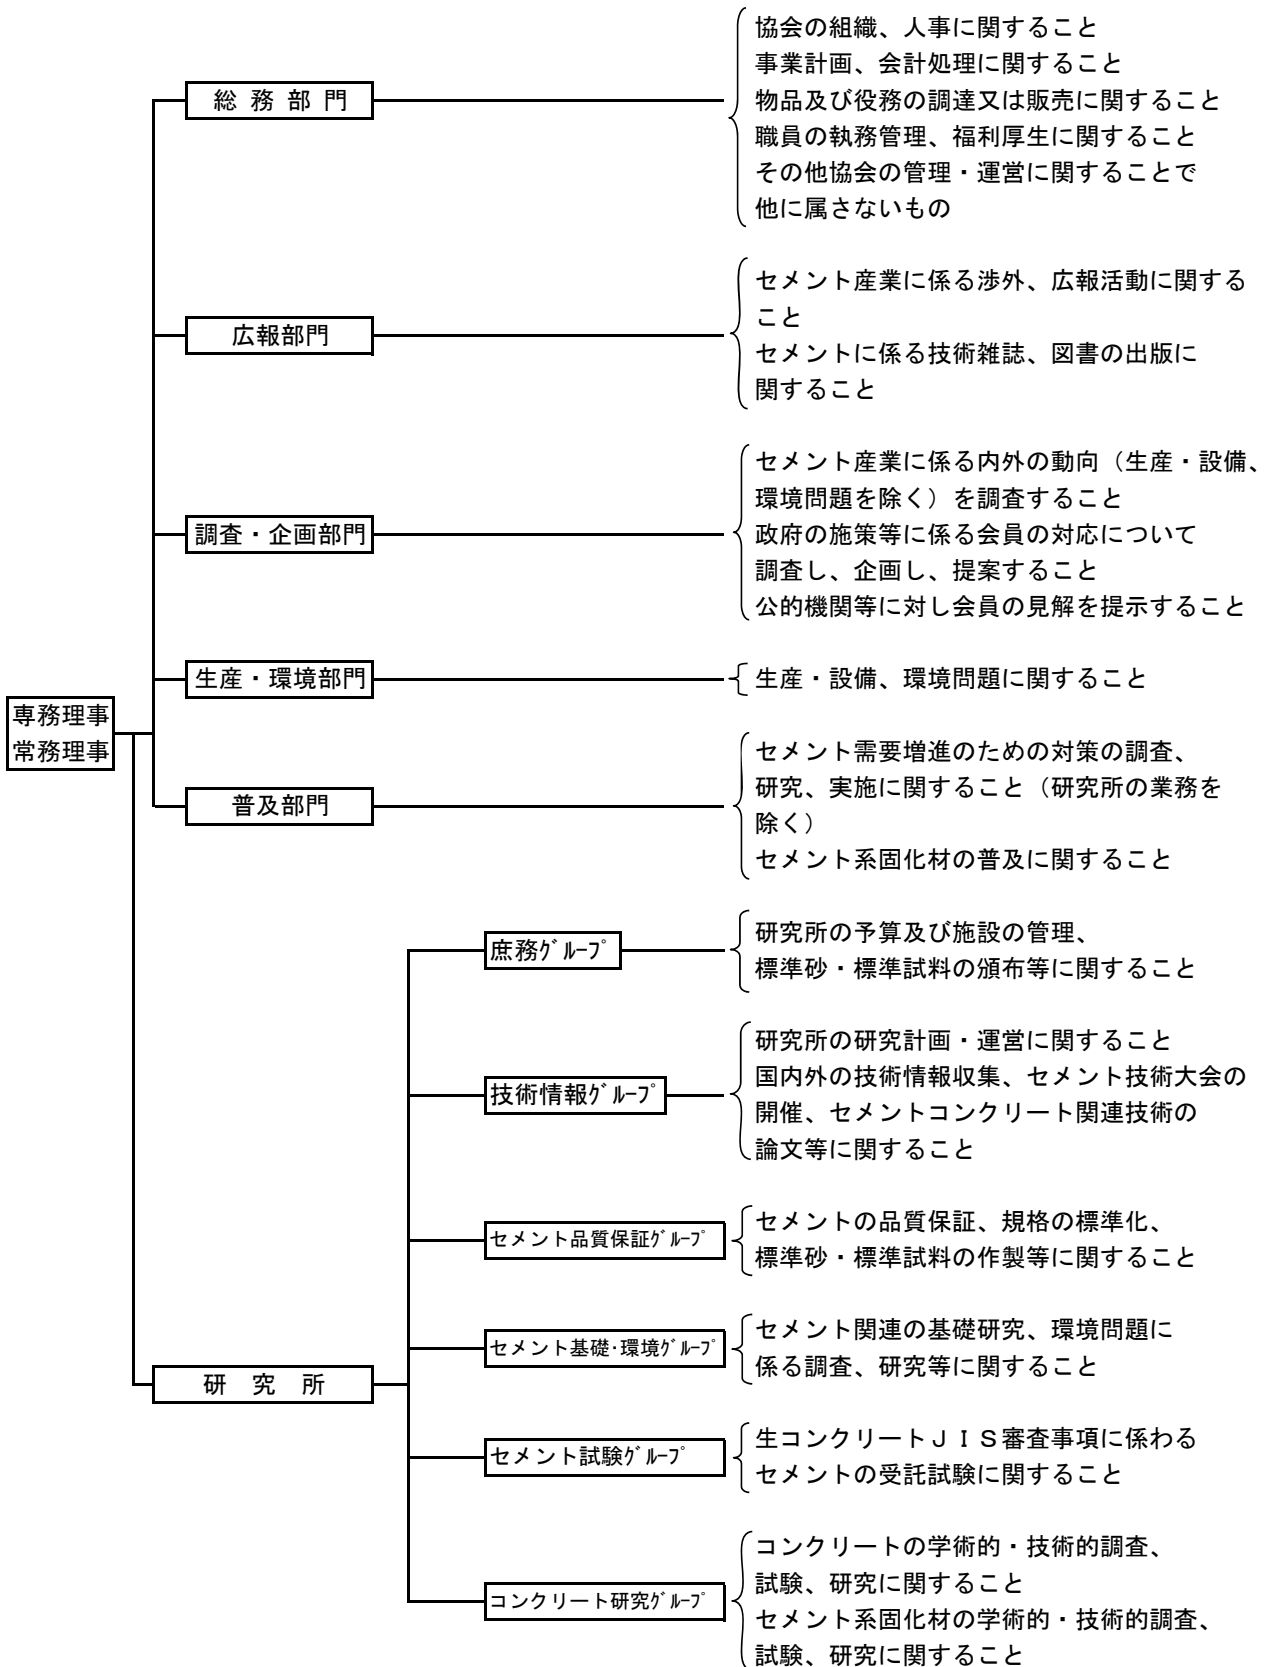 協会の組織、人事に関すること
事業計画、会計処理に関すること
総 務 部 門
物品及び役務の調達又は販売に関すること
職員の執務管理、福利厚生に関すること
その他協会の管理・運営に関することで
他に属さないもの
セメント産業に係る渉外、広報活動に関する
こと
広報部門
セメントに係る技術雑誌、図書の出版に
関すること
セメント産業に係る内外の動向（生産・設備、
環境問題を除く）を調査すること
調査・企画部門
政府の施策等に係る会員の対応について
調査し、企画し、提案すること
公的機関等に対し会員の見解を提示すること
生産・環境部門
生産・設備、環境問題に関すること
専務理事
常務理事
セメント需要増進のための対策の調査、
研究、実施に関すること（研究所の業務を
除く）
普及部門
セメント系固化材の普及に関すること
庶務ｸﾞﾙｰﾌﾟ
研究所の予算及び施設の管理、
標準砂・標準試料の頒布等に関すること
研究所の研究計画・運営に関すること
国内外の技術情報収集、セメント技術大会の
技術情報ｸﾞﾙｰﾌﾟ
開催、セメントコンクリート関連技術の
論文等に関すること
セメント品質保証ｸﾞﾙｰﾌﾟ
セメントの品質保証、規格の標準化、
標準砂・標準試料の作製等に関すること
セメント基礎･環境ｸﾞﾙｰﾌﾟ
セメント関連の基礎研究、環境問題に
係る調査、研究等に関すること
研 究 所
セメント試験ｸﾞﾙｰﾌﾟ
生コンクリートＪＩＳ審査事項に係わる
セメントの受託試験に関すること
コンクリート研究ｸﾞﾙｰﾌﾟ
コンクリートの学術的・技術的調査、
試験、研究に関すること
セメント系固化材の学術的・技術的調査、
試験、研究に関すること